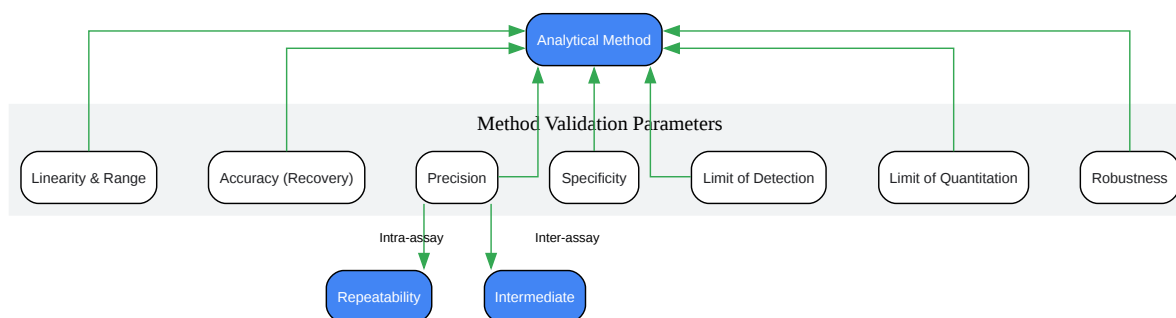 Analytical Method
Method Validation Parameters
Linearity & Range
Accuracy (Recovery)
Precision
Specificity
Limit of Detection
Limit of Quantitation
Robustness
Intra-assay
Inter-assay
Repeatability
Intermediate